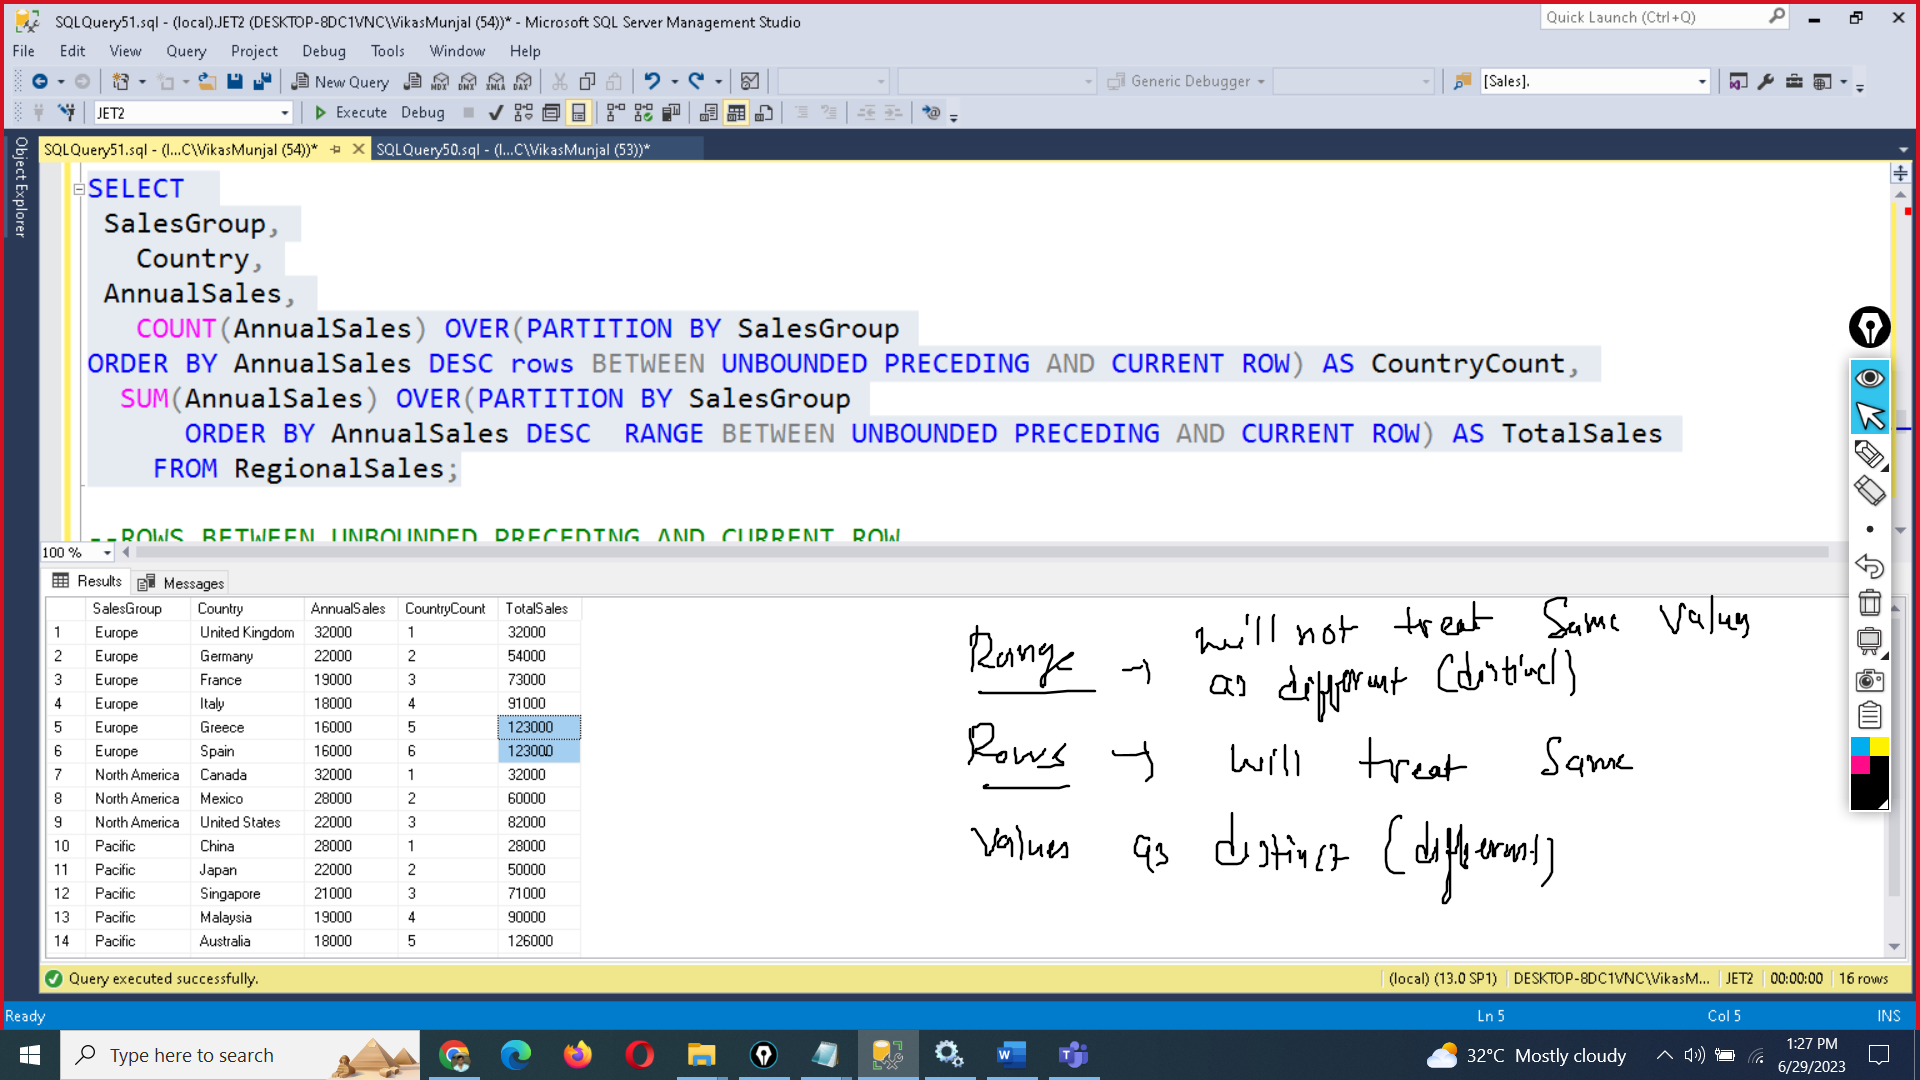 SQLQuery51.sql - (local).JET2 (DESKTOP-8DC1VNC\VikasMunjal (54))* - Microsoft SQL Server Management Studio
Quick Launch (Ctrl+Q)
File Edit View Query Project Debug Tools Window Help
New Query MDX DMX XMLA DAX Generic Debugger [Sales].
JET2 Execute Debug
Object Explorer
SQLQuery51.sql - (l...C\VikasMunjal (54))* SQLQuery50.sql - (l...C\VikasMunjal (53))*
SELECT
SalesGroup,
Country,
AnnualSales,
COUNT(AnnualSales) OVER(PARTITION BY SalesGroup
ORDER BY AnnualSales DESC rows BETWEEN UNBOUNDED PRECEDING AND CURRENT ROW) AS CountryCount,
SUM(AnnualSales) OVER(PARTITION BY SalesGroup
ORDER BY AnnualSales DESC RANGE BETWEEN UNBOUNDED PRECEDING AND CURRENT ROW) AS TotalSales
FROM RegionalSales;
--ROWS BETWEEN UNBOUNDED PRECEDING AND CURRENT ROW
100 %
Results Messages
SalesGroup Country AnnualSales CountryCount TotalSales
1 Europe United Kingdom 32000 1 32000
2 Europe Germany 22000 2 54000
3 Europe France 19000 3 73000
4 Europe Italy 18000 4 91000
5 Europe Greece 16000 5 123000
6 Europe Spain 16000 6 123000
7 North America Canada 32000 1 32000
8 North America Mexico 28000 2 60000
9 North America United States 22000 3 82000
10 Pacific China 28000 1 28000
11 Pacific Japan 22000 2 50000
12 Pacific Singapore 21000 3 71000
13 Pacific Malaysia 19000 4 90000
14 Pacific Australia 18000 5 126000
Range → will not treat Same Values
as different (distinct)
Rows → will treat Same
Values as distinct (different)
Query executed successfully. (local) (13.0 SP1) DESKTOP-8DC1VNC\VikasM... JET2 00:00:00 16 rows
Ready Ln 5 Col 5 INS
Type here to search 32°C Mostly cloudy 1:27 PM
6/29/2023